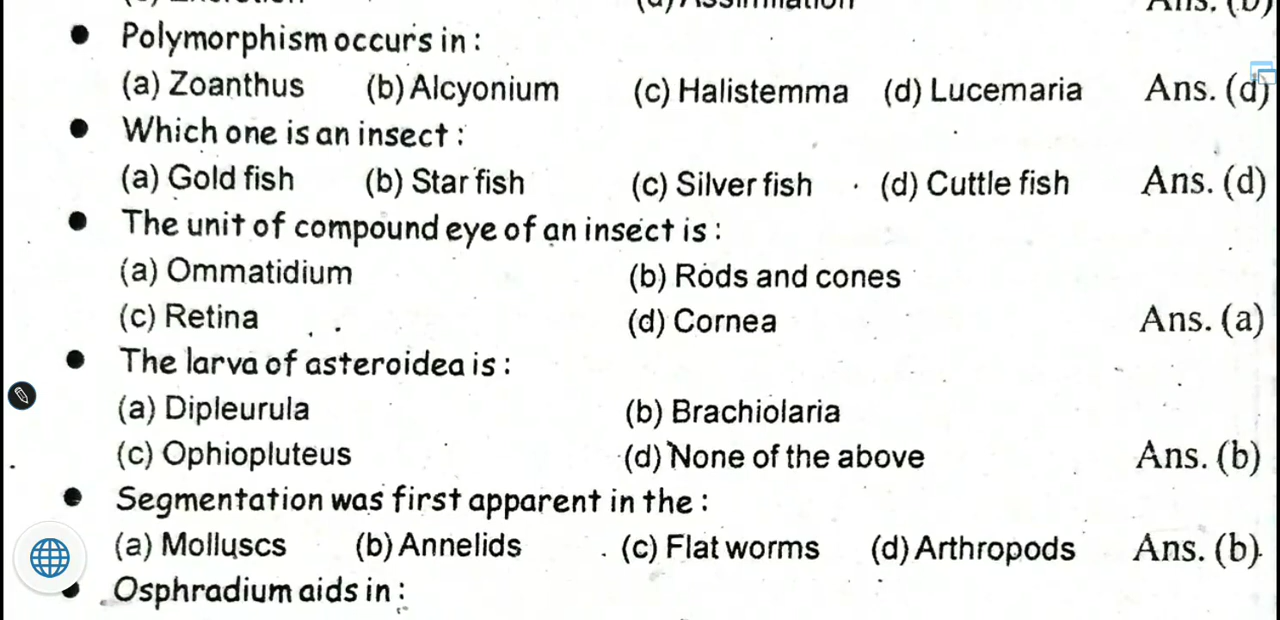 (d) Assimilation Ans. (b)
• Polymorphism occurs in :
(a) Zoanthus (b) Alcyonium (c) Halistemma (d) Lucemaria Ans. (d)
• Which one is an insect :
(a) Gold fish (b) Star fish (c) Silver fish (d) Cuttle fish Ans. (d)
• The unit of compound eye of an insect is :
(a) Ommatidium (b) Rods and cones
(c) Retina (d) Cornea Ans. (a)
• The larva of asteroidea is :
(a) Dipleurula (b) Brachiolaria
(c) Ophiopluteus (d) None of the above Ans. (b)
• Segmentation was first apparent in the :
(a) Molluscs (b) Annelids (c) Flat worms (d) Arthropods Ans. (b)
• Osphradium aids in :